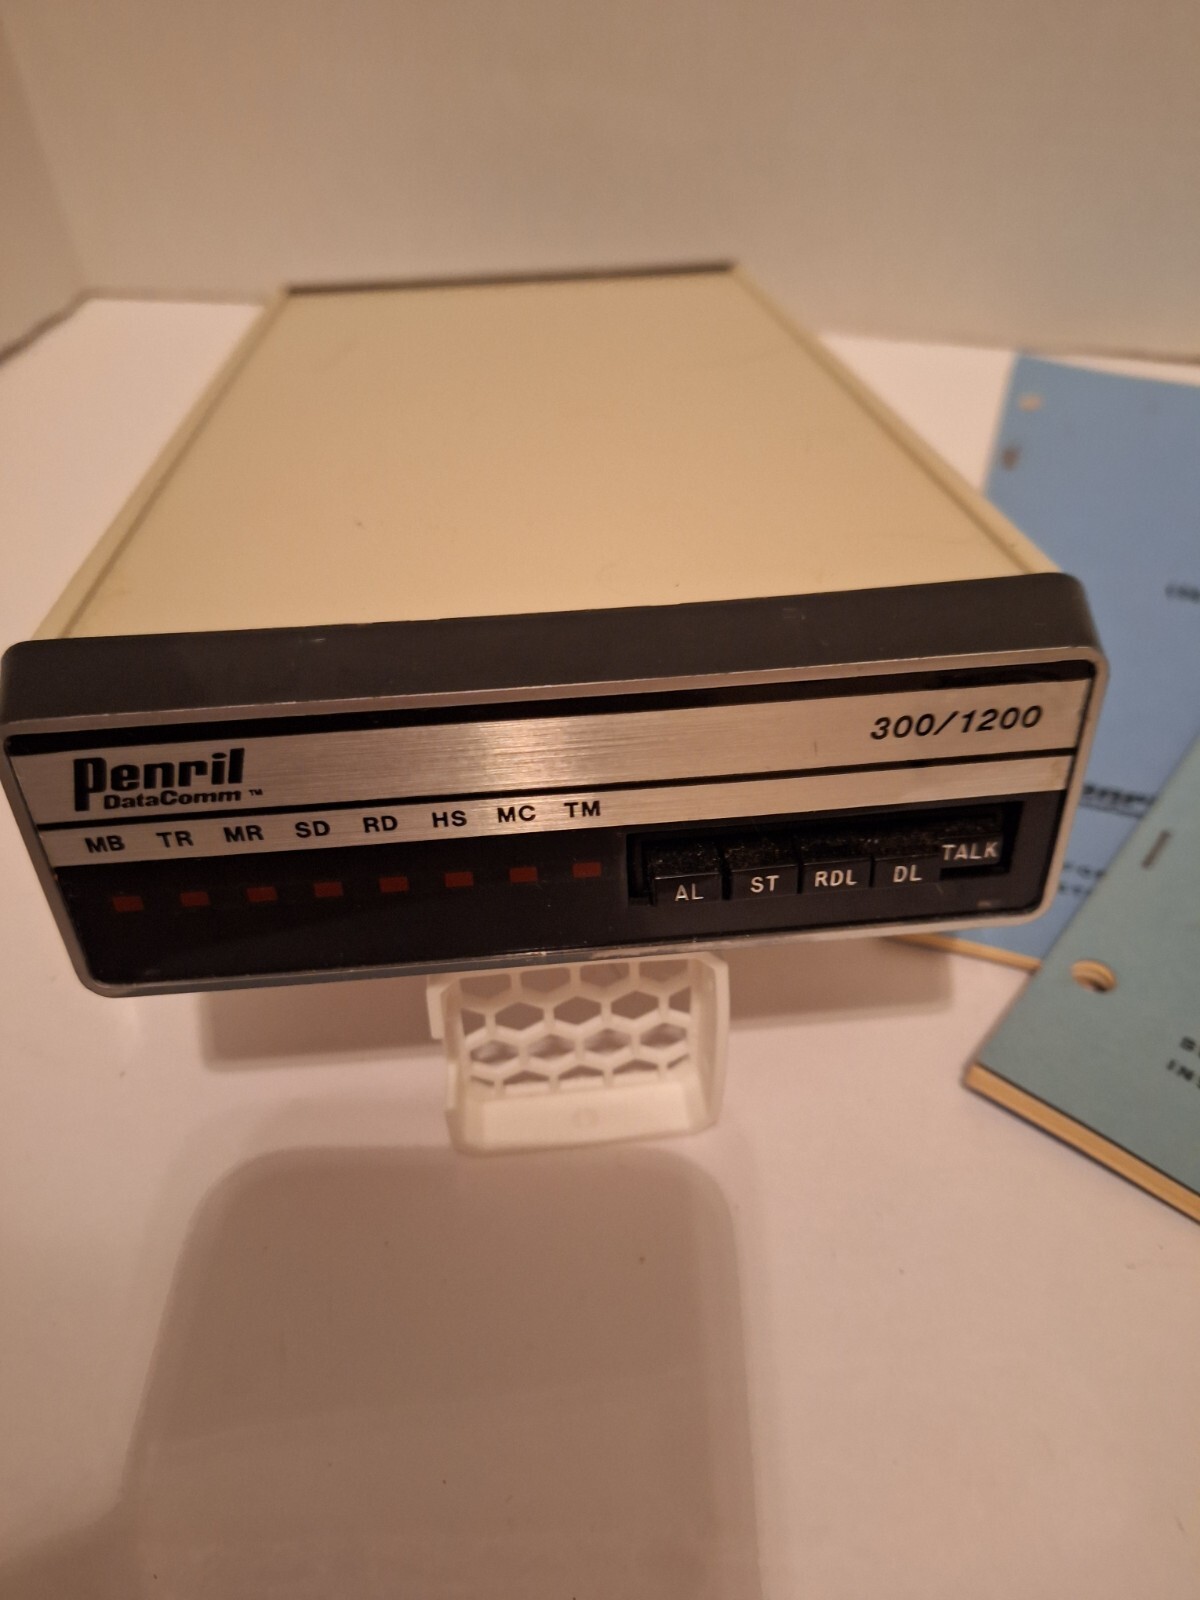 Penril
DataComm™
300/1200
MB TR MR SD RD HS MC TM
AL ST RDL DL TALK